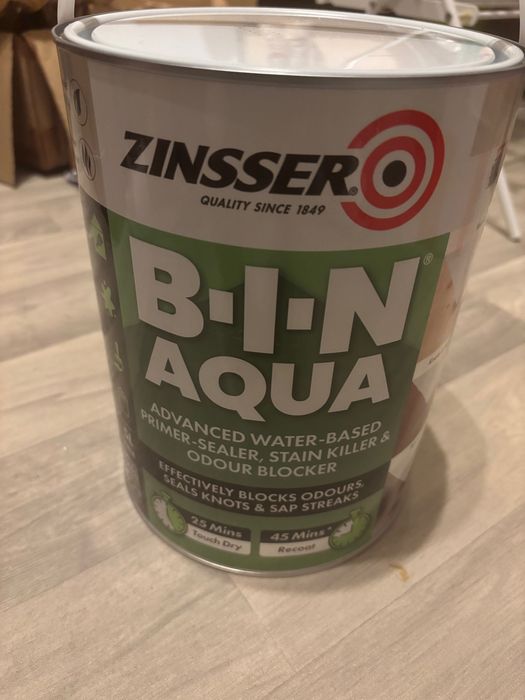 ZINSSER®
QUALITY SINCE 1849
B·I·N®
AQUA
ADVANCED WATER-BASED
PRIMER-SEALER, STAIN KILLER &
ODOUR BLOCKER
EFFECTIVELY BLOCKS ODOURS,
SEALS KNOTS & SAP STREAKS
25 Mins
Touch Dry
45 Mins*
Recoat
5L